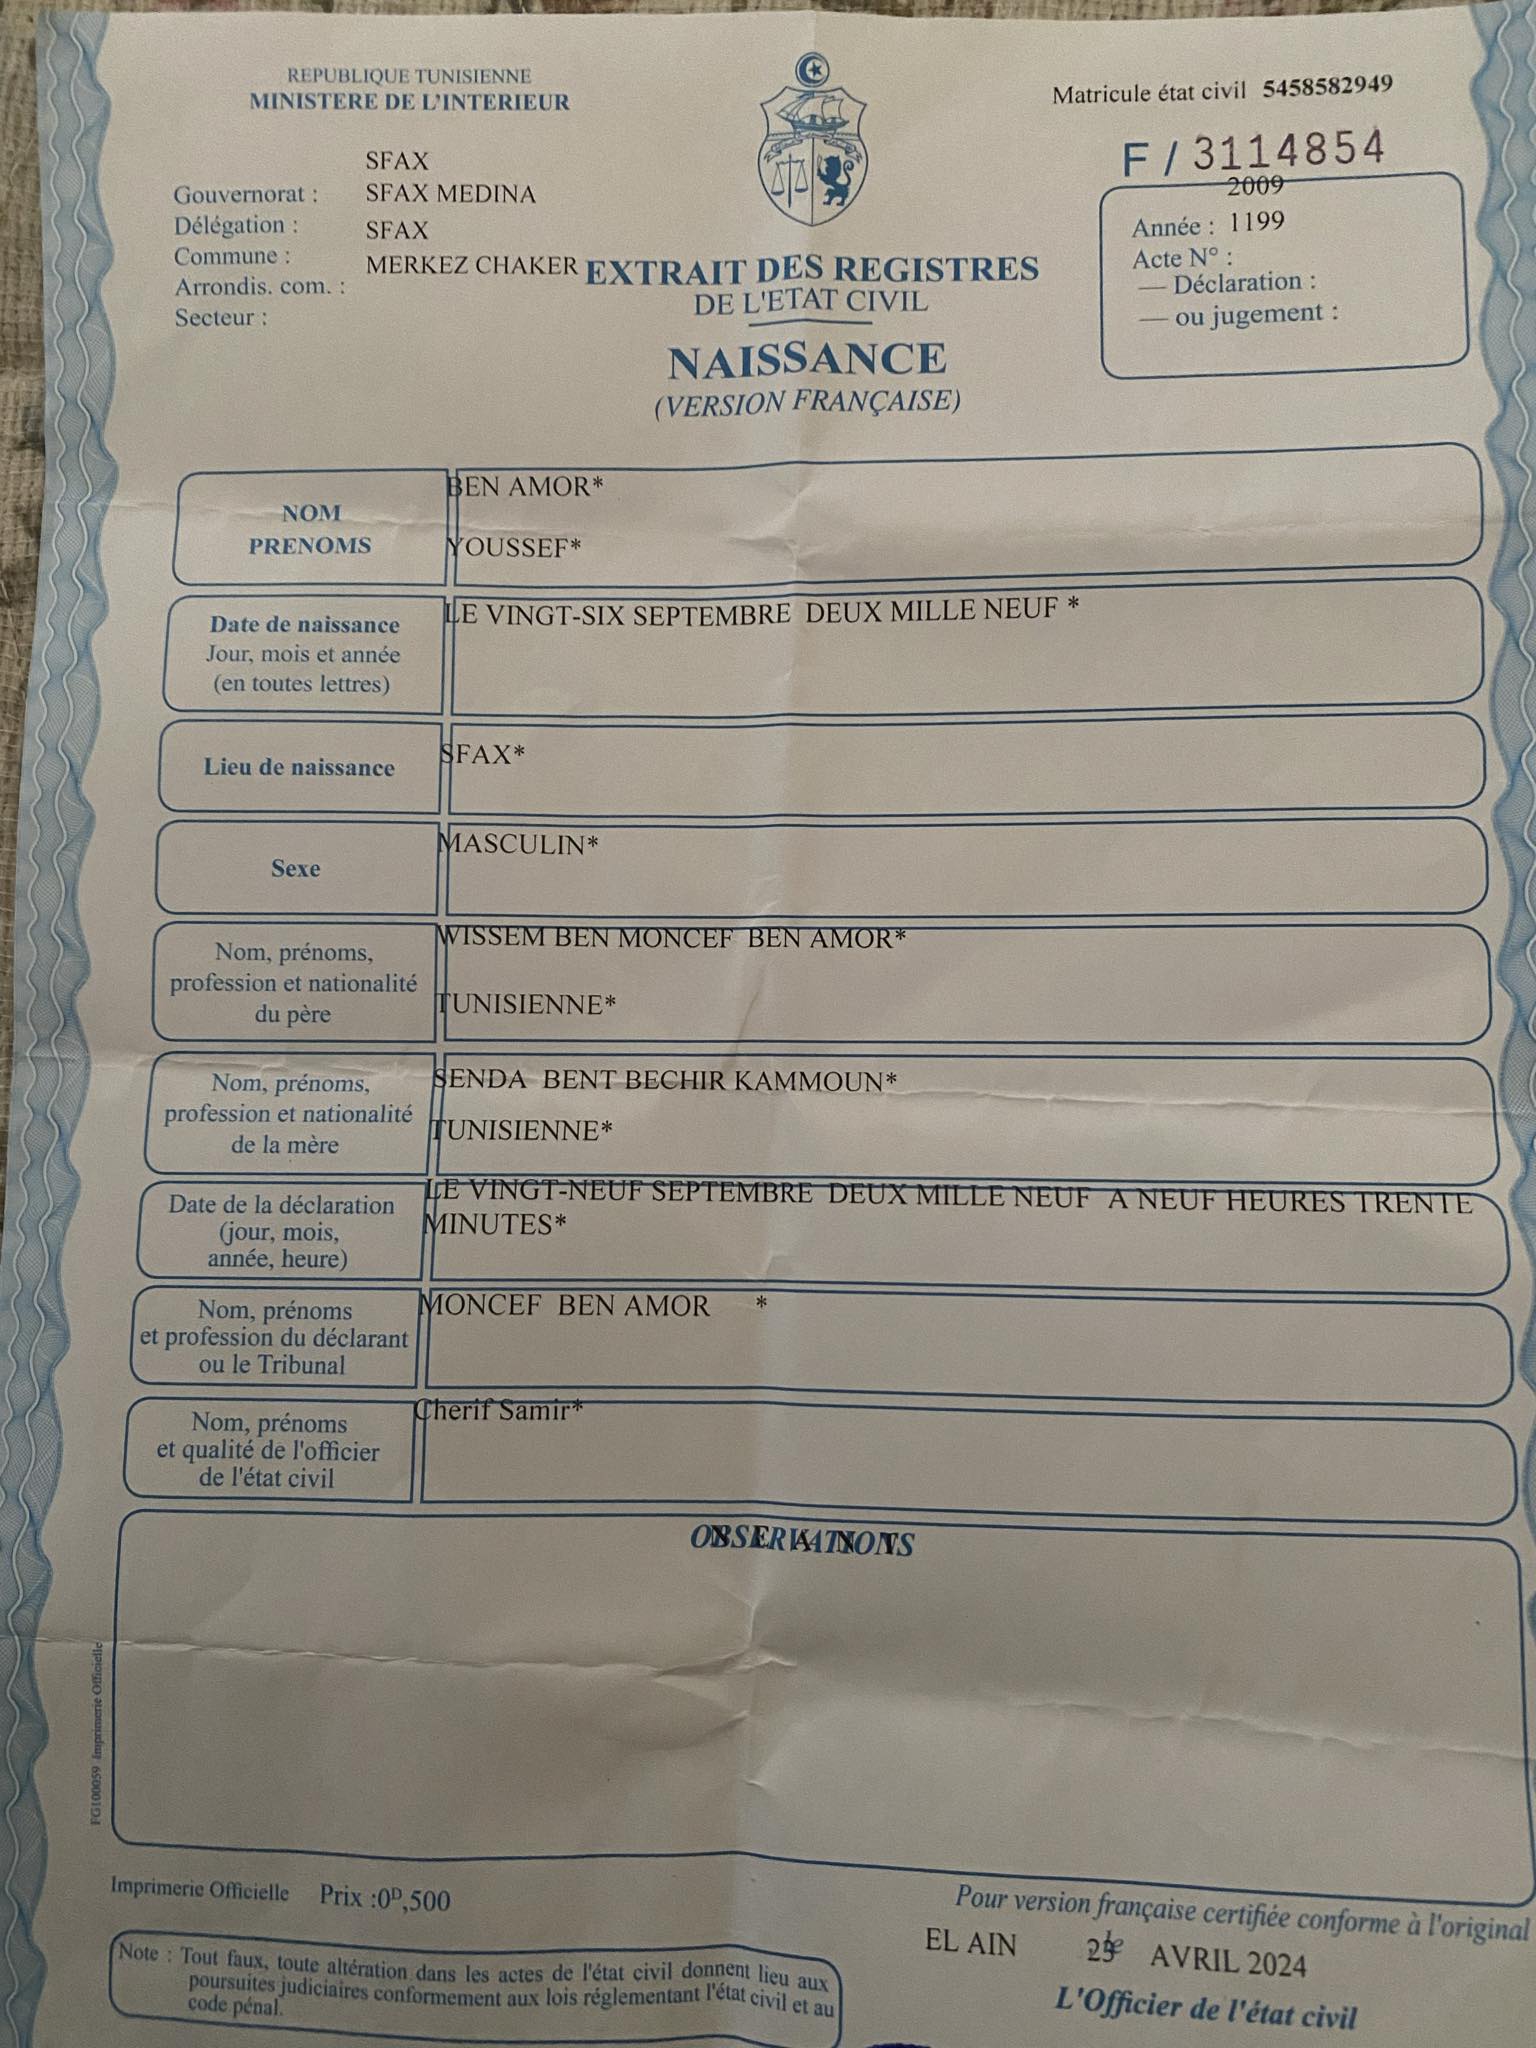 REPUBLIQUE TUNISIENNE
MINISTERE DE L'INTERIEUR
Matricule état civil 5458582949
F / 3114854
SFAX
Gouvernorat : SFAX MEDINA
Délégation : SFAX
Commune : MERKEZ CHAKER
Arrondis. com. :
Secteur :
2009
Année : 1199
Acte N° :
— Déclaration :
— ou jugement :
EXTRAIT DES REGISTRES
DE L'ETAT CIVIL
NAISSANCE
(VERSION FRANÇAISE)
NOM
PRENOMS
BEN AMOR*
YOUSSEF*
Date de naissance
Jour, mois et année
(en toutes lettres)
LE VINGT-SIX SEPTEMBRE DEUX MILLE NEUF *
Lieu de naissance
SFAX*
Sexe
MASCULIN*
Nom, prénoms,
profession et nationalité
du père
WISSEM BEN MONCEF BEN AMOR*
TUNISIENNE*
Nom, prénoms,
profession et nationalité
de la mère
SENDA BENT BECHIR KAMMOUN*
TUNISIENNE*
Date de la déclaration
(jour, mois,
année, heure)
LE VINGT-NEUF SEPTEMBRE DEUX MILLE NEUF A NEUF HEURES TRENTE
MINUTES*
Nom, prénoms
et profession du déclarant
ou le Tribunal
MONCEF BEN AMOR *
Nom, prénoms
et qualité de l'officier
de l'état civil
Cherif Samir*
OBSERVATIONS
N E A N T
FG100059 Imprimerie Officielle
Imprimerie Officielle Prix :0D,500
Note : Tout faux, toute altération dans les actes de l'état civil donnent lieu aux
poursuites judiciaires conformement aux lois réglementant l'état civil et au
code pénal.
Pour version française certifiée conforme à l'original
EL AIN le AVRIL 2024
L'Officier de l'état civil